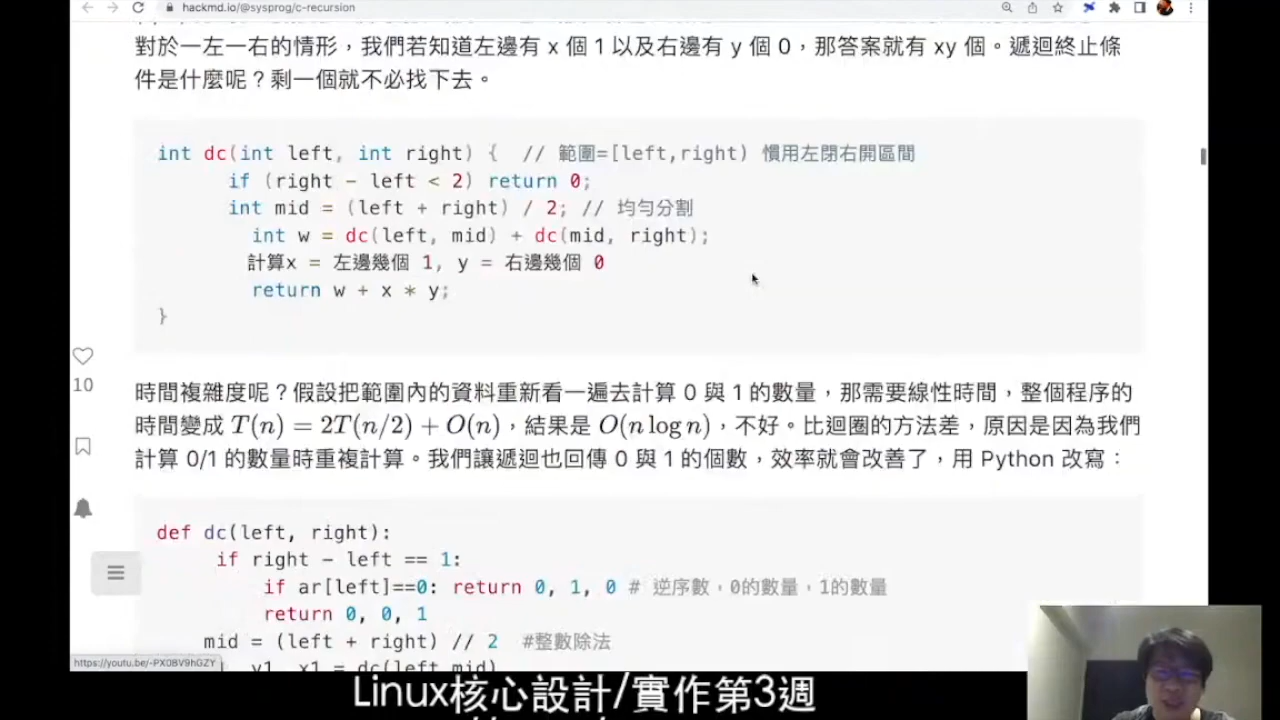 hackmd.io/@sysprog/c-recursion
對於一左一右的情形，我們若知道左邊有 x 個 1 以及右邊有 y 個 0，那答案就有 xy 個。遞迴終止條
件是什麼呢？剩一個就不必找下去。
int dc(int left, int right) { // 範圍=[left,right) 慣用左閉右開區間
if (right - left < 2) return 0;
int mid = (left + right) / 2; // 均勻分割
int w = dc(left, mid) + dc(mid, right);
計算x = 左邊幾個 1, y = 右邊幾個 0
return w + x * y;
}
10
時間複雜度呢？假設把範圍內的資料重新看一遍去計算 0 與 1 的數量，那需要線性時間，整個程序的
時間變成 T(n) = 2T(n/2) + O(n)，結果是 O(n log n)，不好。比迴圈的方法差，原因是因為我們
計算 0/1 的數量時重複計算。我們讓遞迴也回傳 0 與 1 的個數，效率就會改善了，用 Python 改寫：
def dc(left, right):
if right - left == 1:
if ar[left]==0: return 0, 1, 0 # 逆序數，0的數量，1的數量
return 0, 0, 1
mid = (left + right) // 2 #整數除法
y1, x1 = dc(left,mid)
https://youtu.be/-PX0BV9hGZY
Linux核心設計/實作第3週